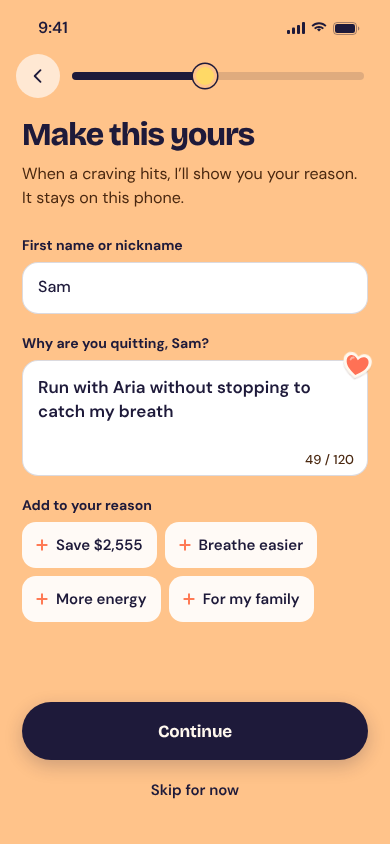 9:41
Make this yours
When a craving hits, I’ll show you your reason.
It stays on this phone.
First name or nickname
Sam
Why are you quitting, Sam?
Run with Aria without stopping to
catch my breath
49 / 120
Add to your reason
+ Save $2,555
+ Breathe easier
+ More energy
+ For my family
Continue
Skip for now